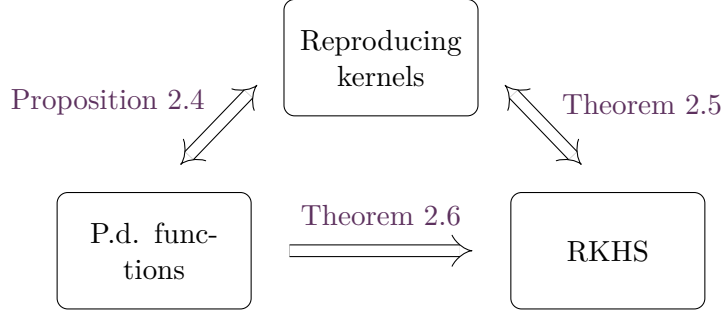 Reproducing
kernels
Proposition 2.4
Theorem 2.5
Theorem 2.6
P.d. func-
tions
RKHS